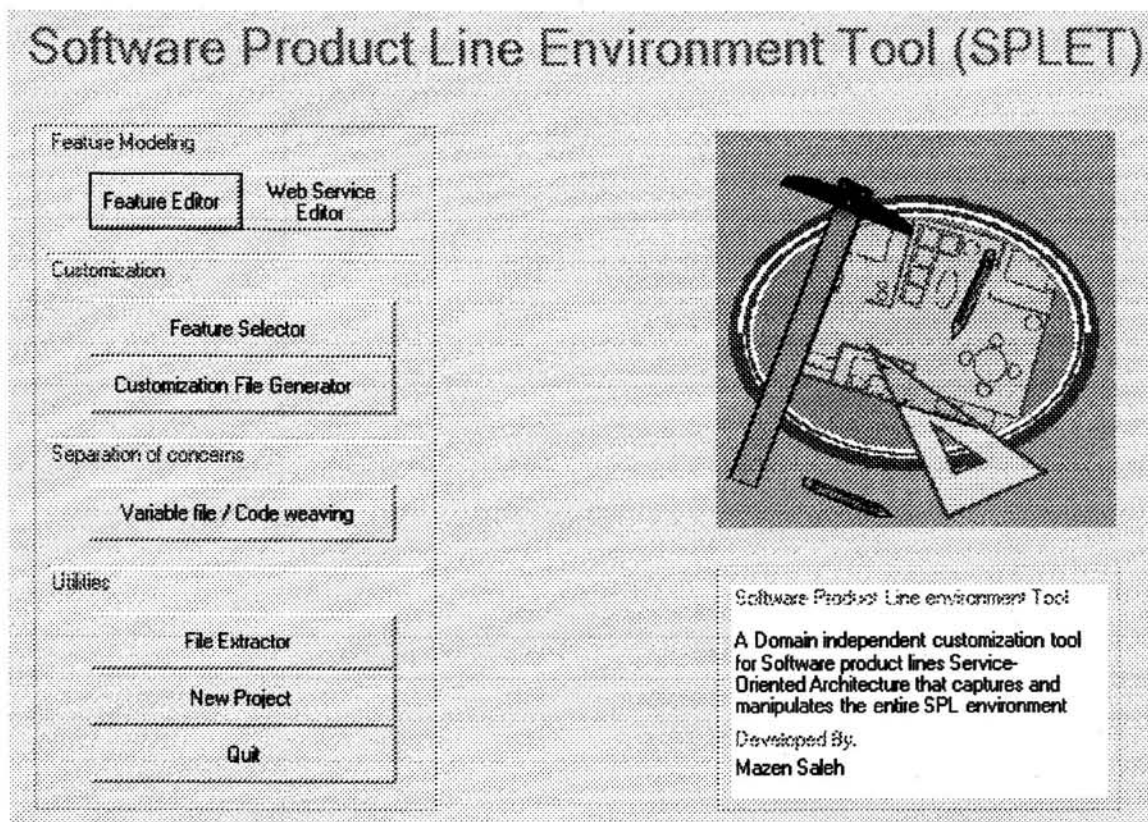 Software Product Line Environment Tool (SPLET)
Feature Modeling
Feature Editor
Web Service
Editor
Customization
Feature Selector
Customization File Generator
Separation of concerns
Variable file / Code weaving
Utilities
File Extractor
New Project
Quit
Software Product Line environment Tool
A Domain independent customization tool
for Software product lines Service-
Oriented Architecture that captures and
manipulates the entire SPL environment
Developed By.
Mazen Saleh